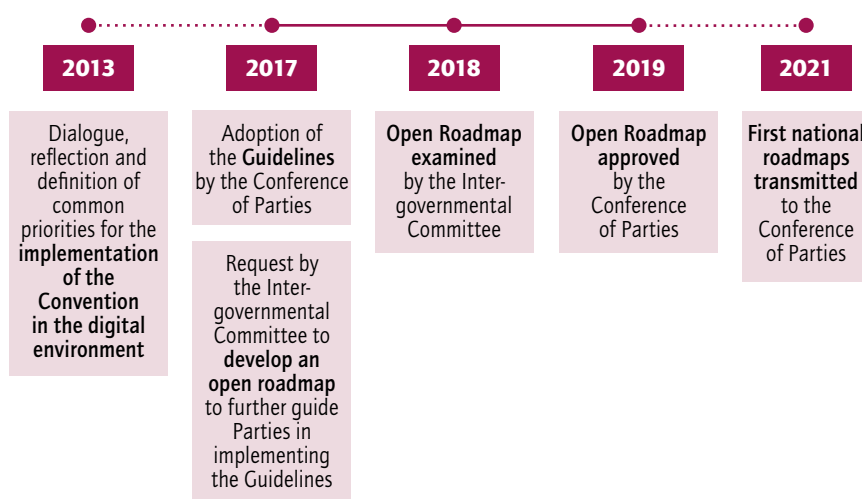 2013
Dialogue,
reflection and
definition of
common
priorities for the
implementation
of the
Convention
in the digital
environment
2017
Adoption of
the Guidelines
by the Conference
of Parties
Request by
the Inter-
governmental
Committee to
develop an
open roadmap
to further guide
Parties in
implementing
the Guidelines
2018
Open Roadmap
examined
by the Inter-
governmental
Committee
2019
Open Roadmap
approved
by the
Conference
of Parties
2021
First national
roadmaps
transmitted
to the
Conference
of Parties